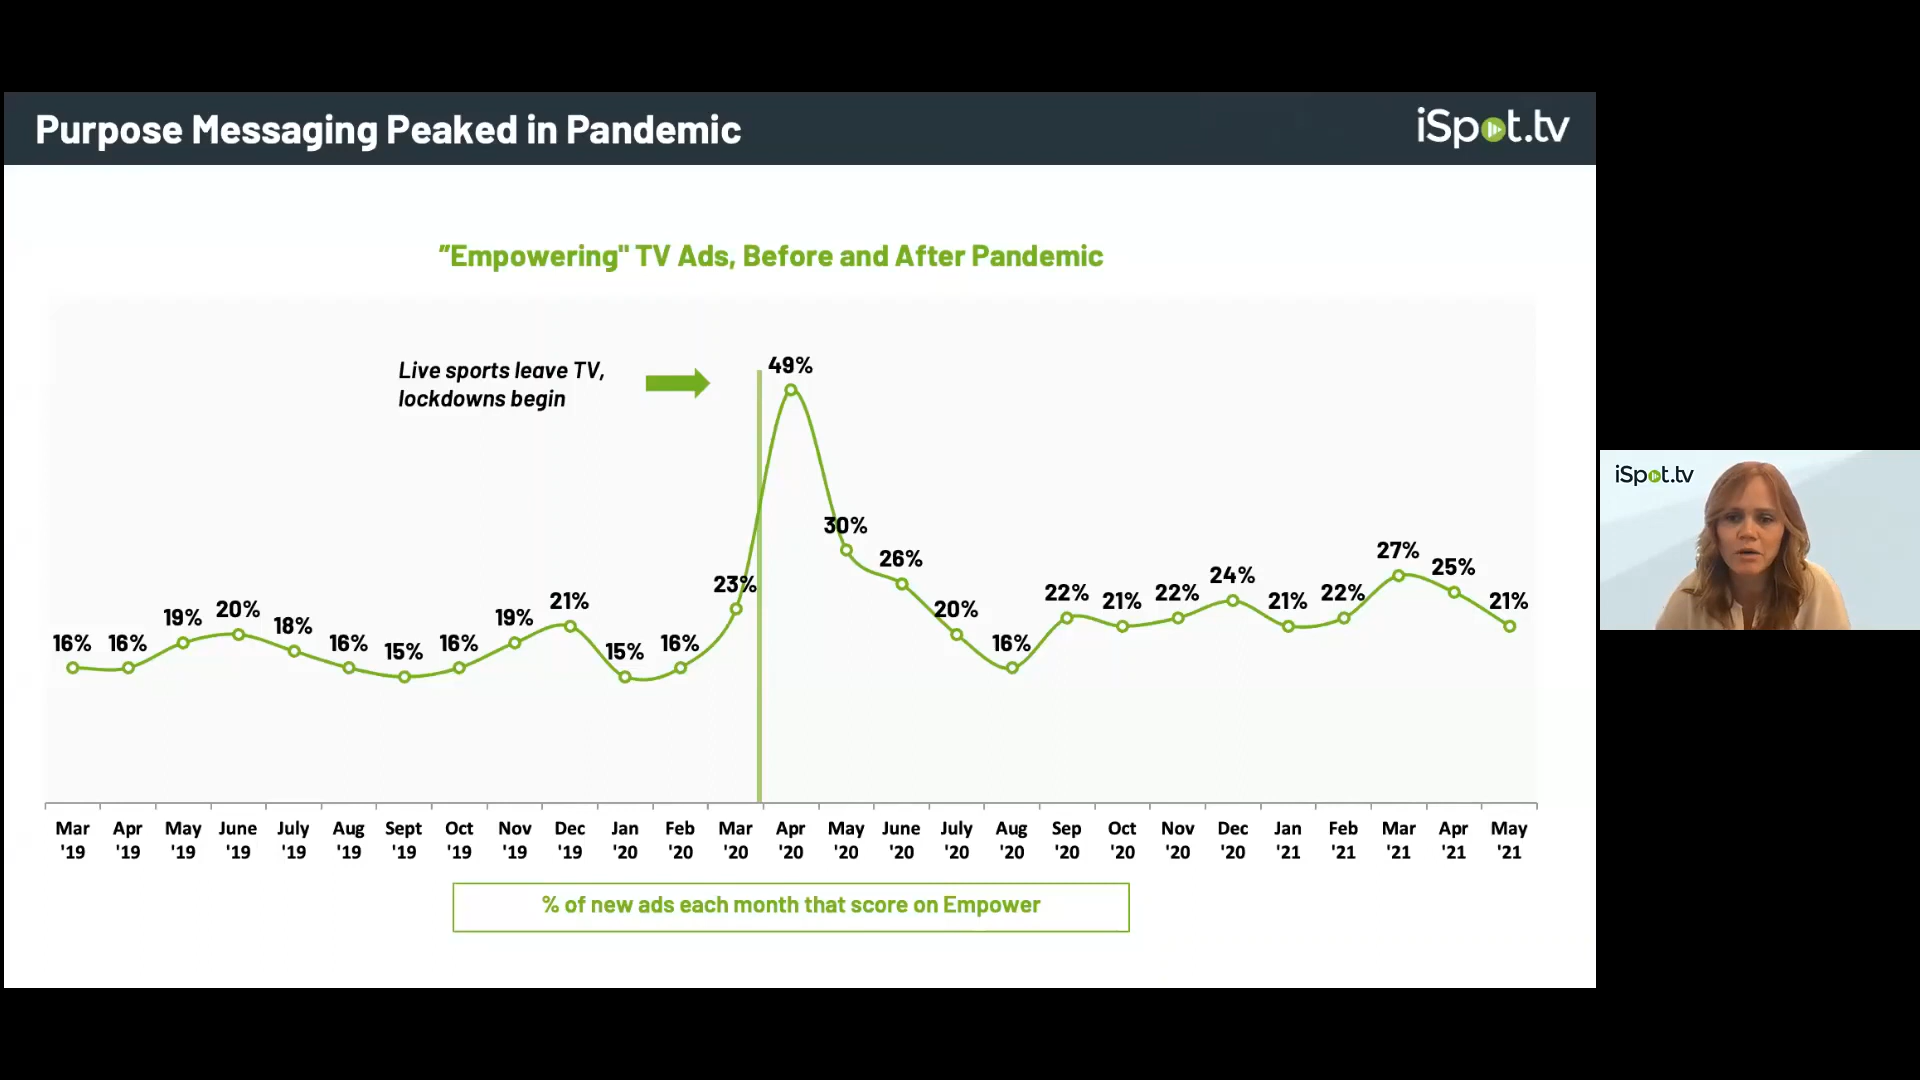 Purpose Messaging Peaked in Pandemic
iSpot.tv
”Empowering" TV Ads, Before and After Pandemic
Live sports leave TV,
lockdowns begin
16% 16% 19% 20% 18% 16% 15% 16% 19% 21% 15% 16% 23% 49% 30% 26% 20% 16% 22% 21% 22% 24% 21% 22% 27% 25% 21%
Mar Apr May June July Aug Sept Oct Nov Dec Jan Feb Mar Apr May June July Aug Sep Oct Nov Dec Jan Feb Mar Apr May
'19 '19 '19 '19 '19 '19 '19 '19 '19 '19 '20 '20 '20 '20 '20 '20 '20 '20 '20 '20 '20 '20 '21 '21 '21 '21 '21
% of new ads each month that score on Empower
iSpot.tv